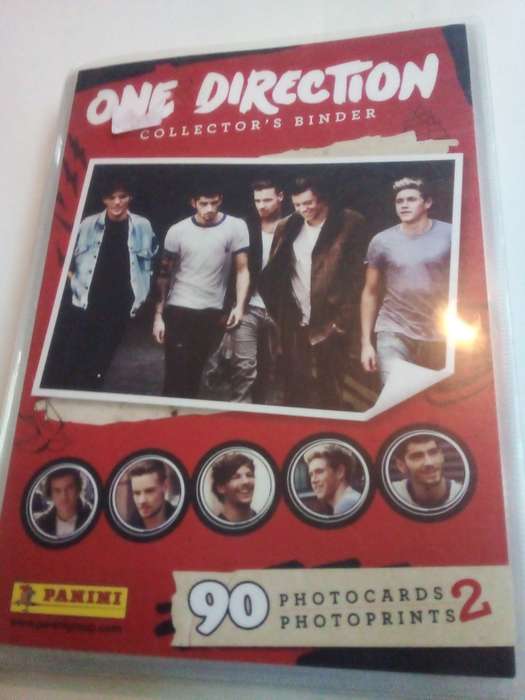 ONE DIRECTION
COLLECTOR'S BINDER
PANINI
www.paninigroup.com
90 PHOTOCARDS
PHOTOPRINTS 2